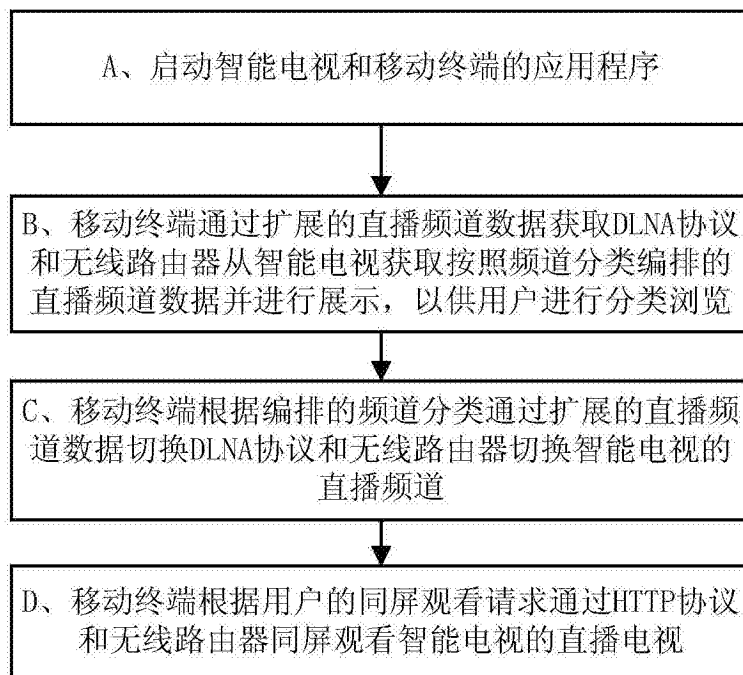 A、启动智能电视和移动终端的应用程序
B、移动终端通过扩展的直播频道数据获取DLNA协议
和无线路由器从智能电视获取按照频道分类编排的
直播频道数据并进行展示，以供用户进行分类浏览
C、移动终端根据编排的频道分类通过扩展的直播频
道数据切换DLNA协议和无线路由器切换智能电视的
直播频道
D、移动终端根据用户的同屏观看请求通过HTTP协议
和无线路由器同屏观看智能电视的直播电视